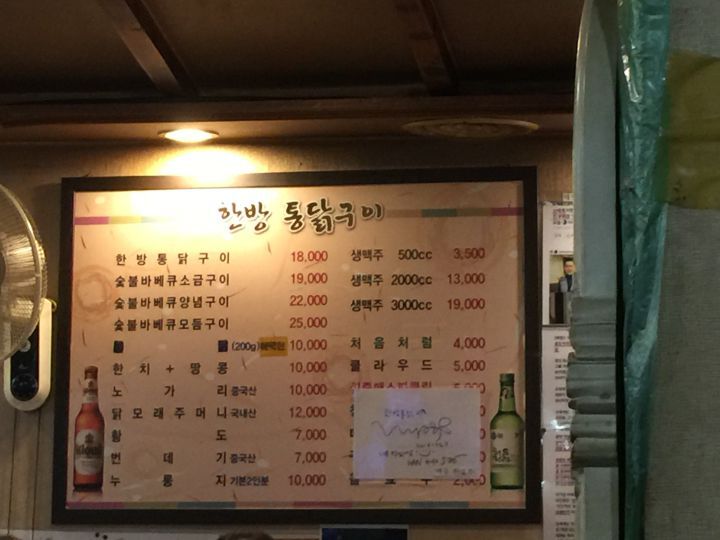 한방 통닭구이
한방통닭구이 18,000
숯불바베큐소금구이 19,000
숯불바베큐양념구이 22,000
숯불바베큐모듬구이 25,000
(200g) 10,000
한치+땅콩 10,000
노가리 중국산 10,000
닭모래주머니 국내산 12,000
황도 7,000
번데기 중국산 7,000
누룽지 기본2인분 10,000
생맥주 500cc 3,500
생맥주 2000cc 13,000
생맥주 3000cc 19,000
처음처럼 4,000
클라우드 5,000
5,000
2,000